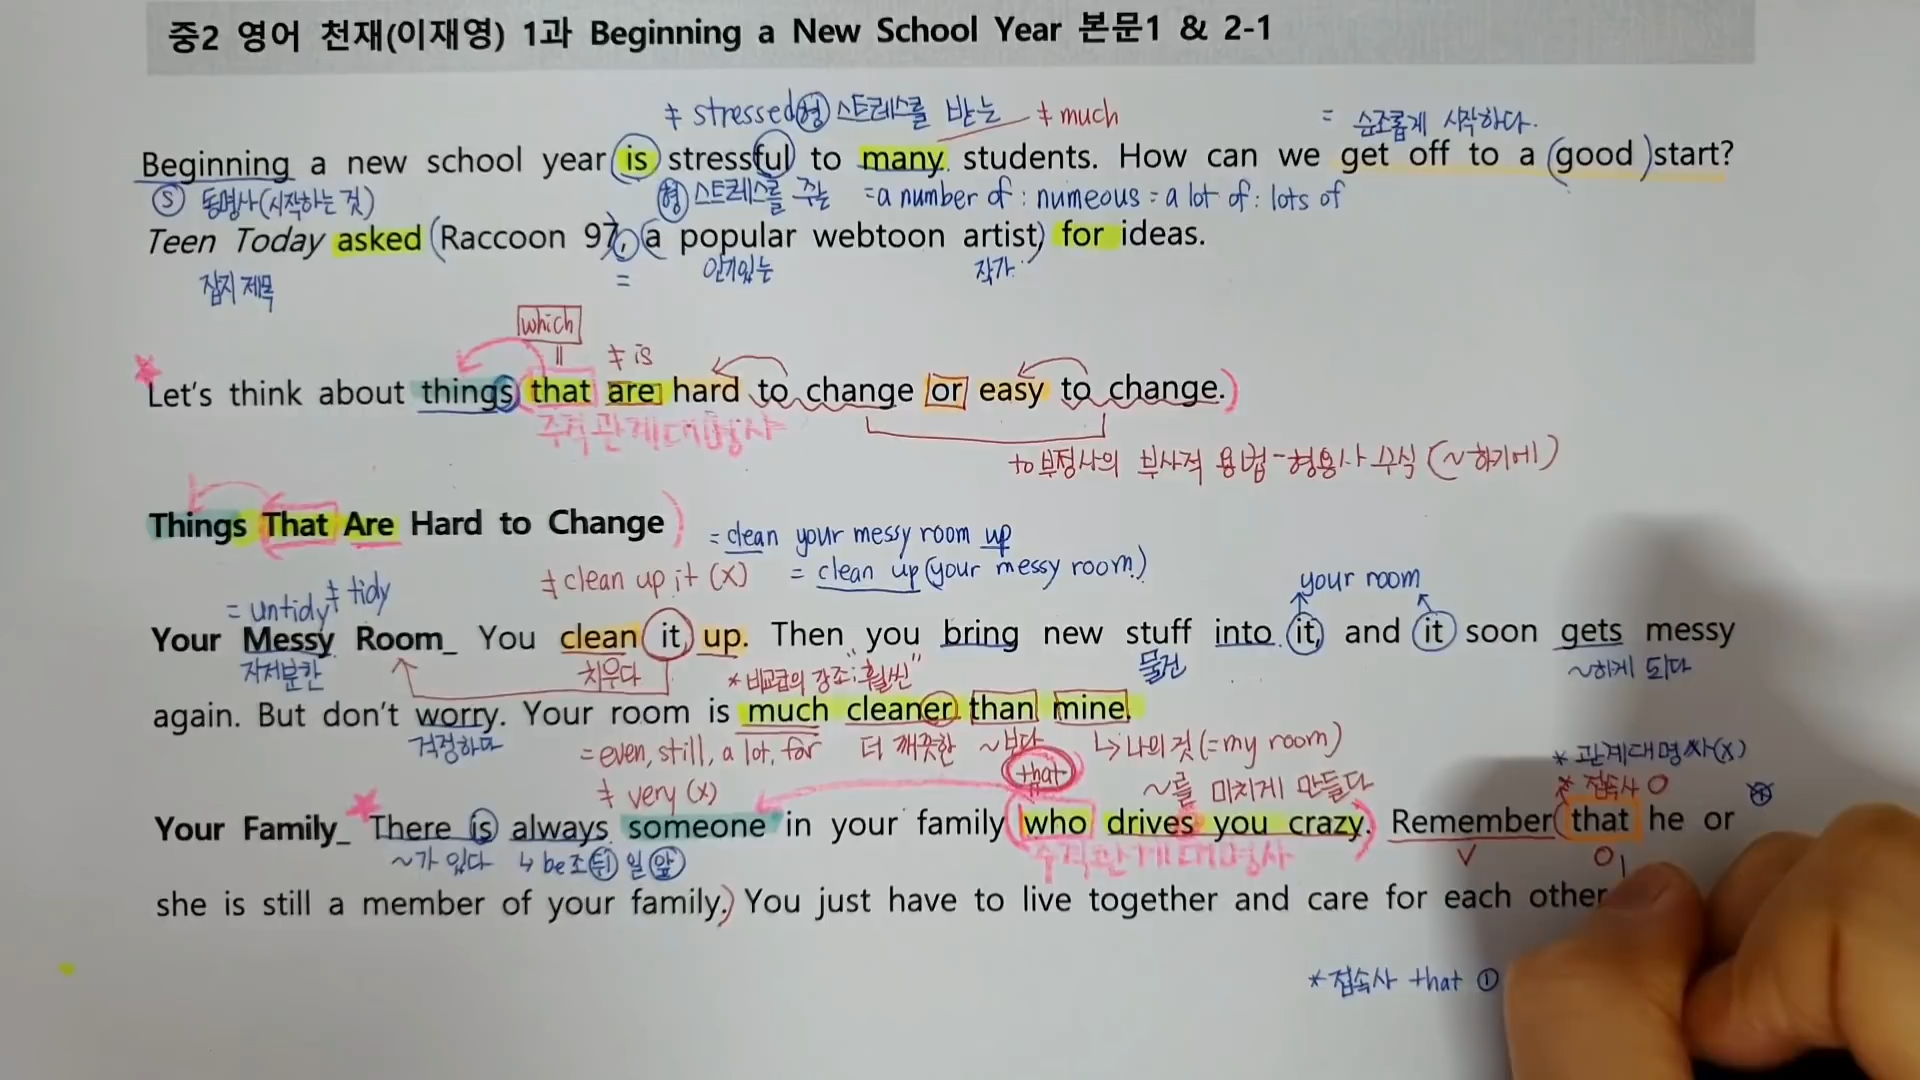 중2 영어 천재(이재영) 1과 Beginning a New School Year 본문1 & 2-1
≠ stressed 형 스트레스를 받는 ≠ much = 순조롭게 시작하다.
Beginning a new school year is stressful to many students. How can we get off to a (good) start?
S 동명사(시작하는 것) 형 스트레스를 주는 = a number of : numeous = a lot of : lots of
Teen Today asked (Raccoon 97, (a popular webtoon artist) for ideas.
잡지 제목 = 인기있는 작가
which
= ≠ is
Let's think about things that are hard to change or easy to change.)
주격관계대명사
to부정사의 부사적 용법-형용사 수식 (~하기에)
Things That Are Hard to Change)
= clean your messy room up
≠ clean up it (X) = clean up (your messy room.)
= untidy ≠ tidy your room
Your Messy Room_ You clean it up. Then you bring new stuff into it, and it soon gets messy
지저분한 치우다 * 비교급의 강조 : "훨씬" 물건 ~하게 되다
again. But don't worry. Your room is much cleaner than mine.
걱정하다 = even, still, a lot, far 더 깨끗한 ~보다 ↳ 나의 것 (=my room)
* 관계대명사(X)
≠ very (X) that ~를 미치게 만들다 * 접속사 O
Your Family_ There is always someone in your family (who drives you crazy.) Remember (that he or
~가 있다 ↳ be조뒤 일앞 주격관계대명사 V O
she is still a member of your family.) You just have to live together and care for each other
* 접속사 that ①